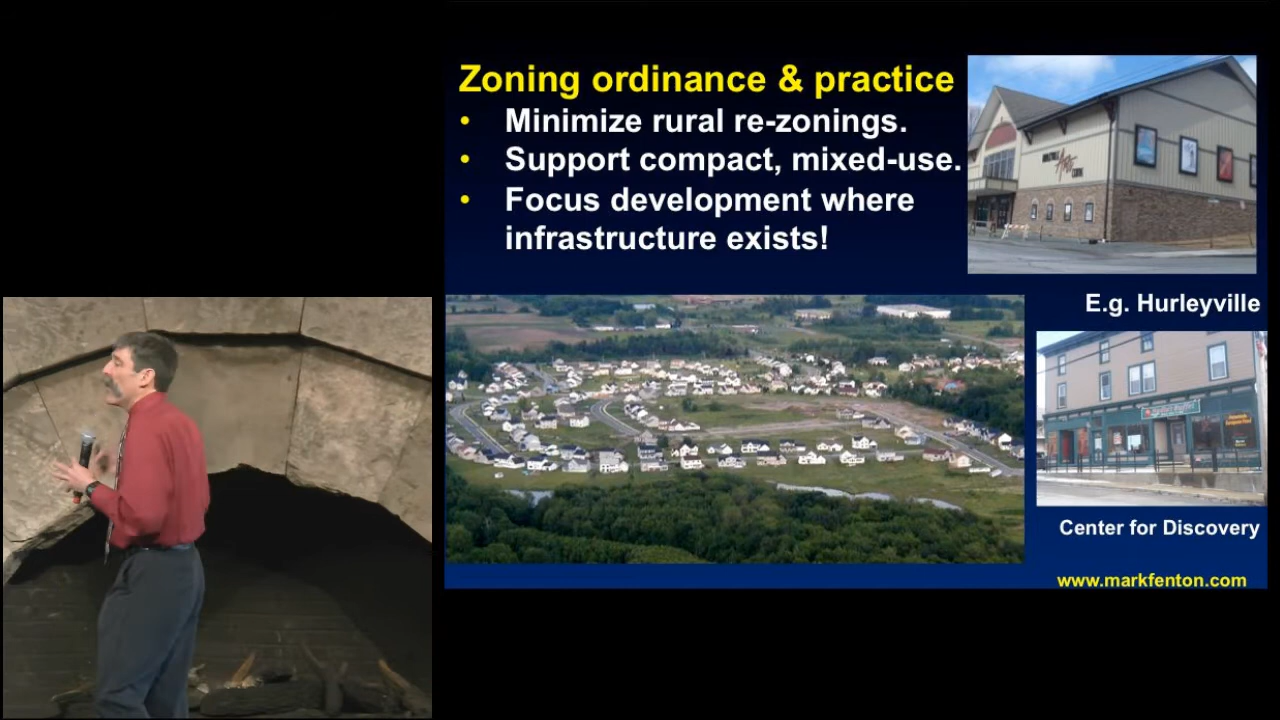 Zoning ordinance & practice
• Minimize rural re-zonings.
• Support compact, mixed-use.
• Focus development where
infrastructure exists!
E.g. Hurleyville
Center for Discovery
www.markfenton.com